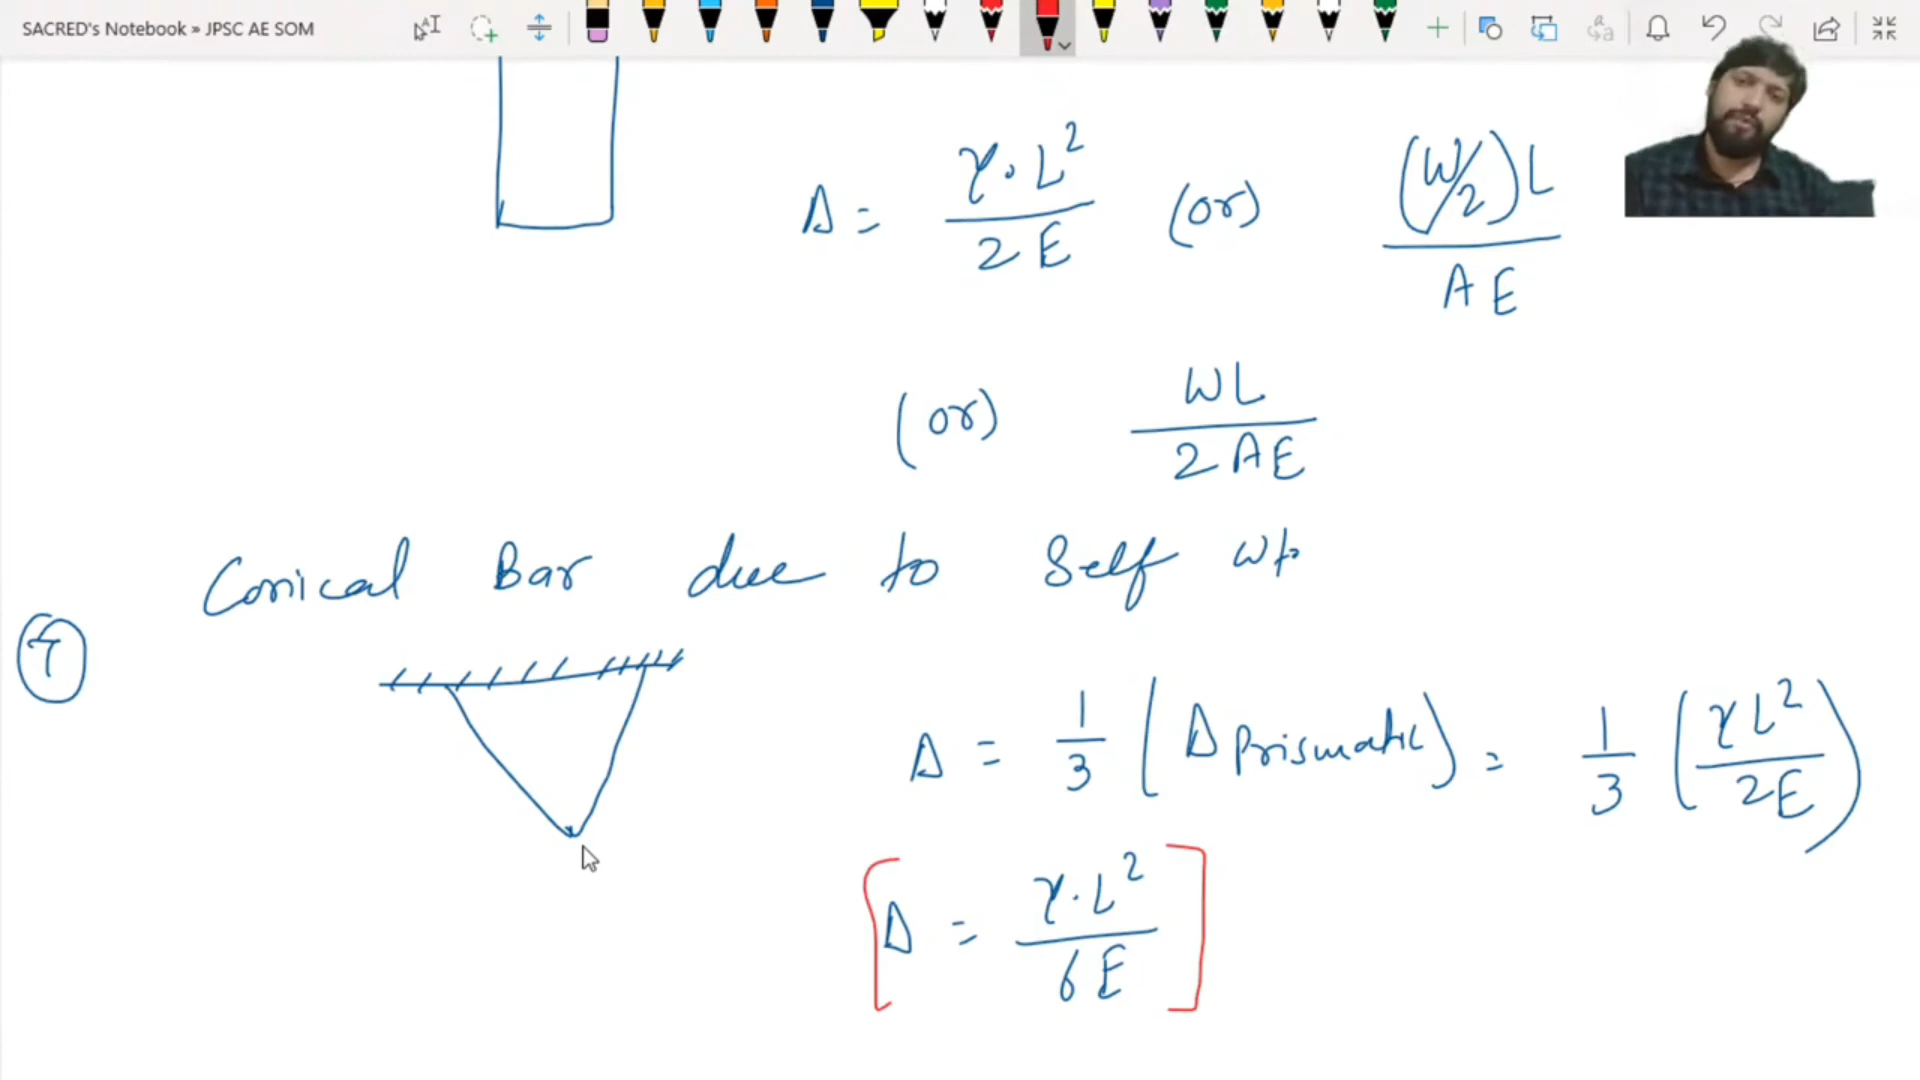 SACRED's Notebook » JPSC AE SOM
Δ = γ·L² / 2E (or) (W/2)L / AE
(or) WL / 2AE
Conical Bar due to Self wt
7
Δ = 1/3 (Δ Prismatic) = 1/3 (γL² / 2E)
[Δ = γ·L² / 6E]